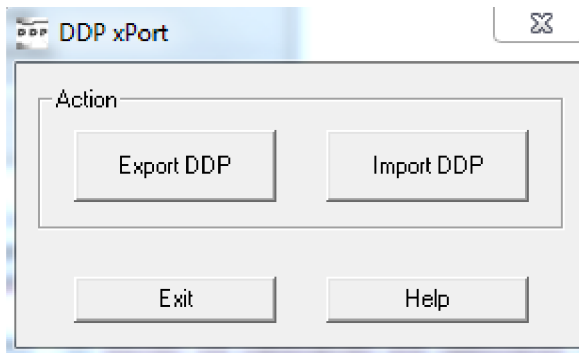 DDP DDP xPort
Action
Export DDP Import DDP
Exit Help